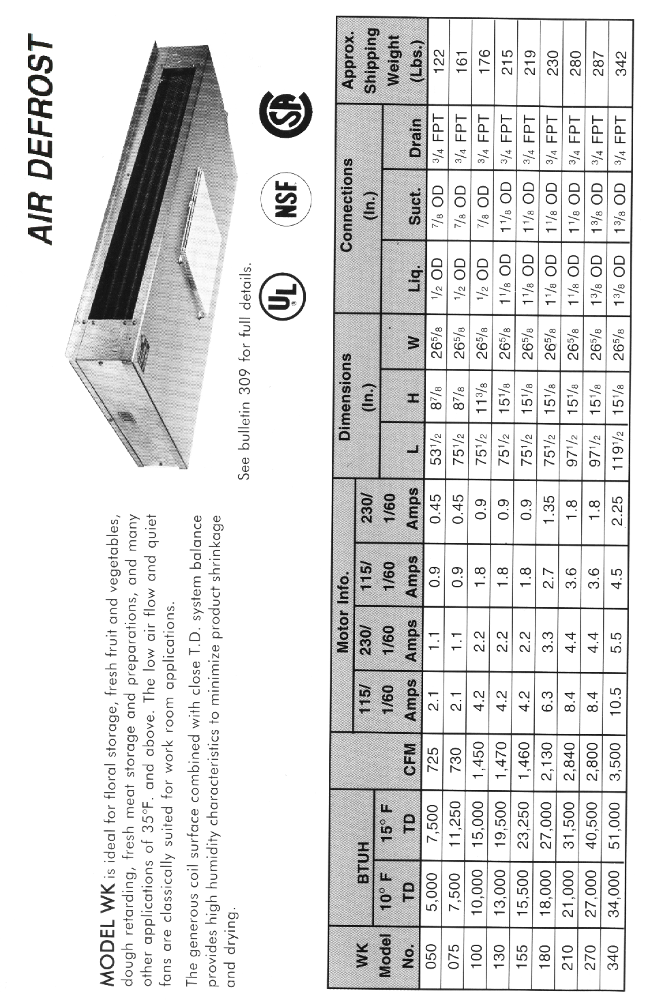 AIR DEFROST
MODEL WK is ideal for floral storage, fresh fruit and vegetables,
dough retarding, fresh meat storage and preparations, and many
other applications of 35°F. and above. The low air flow and quiet
fans are classically suited for work room applications.
The generous coil surface combined with close T.D. system balance
provides high humidity characteristics to minimize product shrinkage
and drying.
See bulletin 309 for full details.
UL ®
NSF
CSA
WK Model No. | BTUH | CFM | Motor Info. | Dimensions (In.) | Connections (In.) | Approx. Shipping Weight (Lbs.)
10° F TD | 15° F TD | 115/ 1/60 Amps | 230/ 1/60 Amps | 115/ 1/60 Amps | 230/ 1/60 Amps | L | H | W | Liq. | Suct. | Drain
050 5,000 7,500 725 2.1 1.1 0.9 0.45 53 1/2 8 7/8 26 5/8 1/2 OD 7/8 OD 3/4 FPT 122
075 7,500 11,250 730 2.1 1.1 0.9 0.45 75 1/2 8 7/8 26 5/8 1/2 OD 7/8 OD 3/4 FPT 161
100 10,000 15,000 1,450 4.2 2.2 1.8 0.9 75 1/2 11 3/8 26 5/8 1/2 OD 7/8 OD 3/4 FPT 176
130 13,000 19,500 1,470 4.2 2.2 1.8 0.9 75 1/2 15 1/8 26 5/8 1 1/8 OD 1 1/8 OD 3/4 FPT 215
155 15,500 23,250 1,460 4.2 2.2 1.8 0.9 75 1/2 15 1/8 26 5/8 1 1/8 OD 1 1/8 OD 3/4 FPT 219
180 18,000 27,000 2,130 6.3 3.3 2.7 1.35 75 1/2 15 1/8 26 5/8 1 1/8 OD 1 1/8 OD 3/4 FPT 230
210 21,000 31,500 2,840 8.4 4.4 3.6 1.8 97 1/2 15 1/8 26 5/8 1 1/8 OD 1 1/8 OD 3/4 FPT 280
270 27,000 40,500 2,800 8.4 4.4 3.6 1.8 97 1/2 15 1/8 26 5/8 1 3/8 OD 1 3/8 OD 3/4 FPT 287
340 34,000 51,000 3,500 10.5 5.5 4.5 2.25 119 1/2 15 1/8 26 5/8 1 3/8 OD 1 3/8 OD 3/4 FPT 342